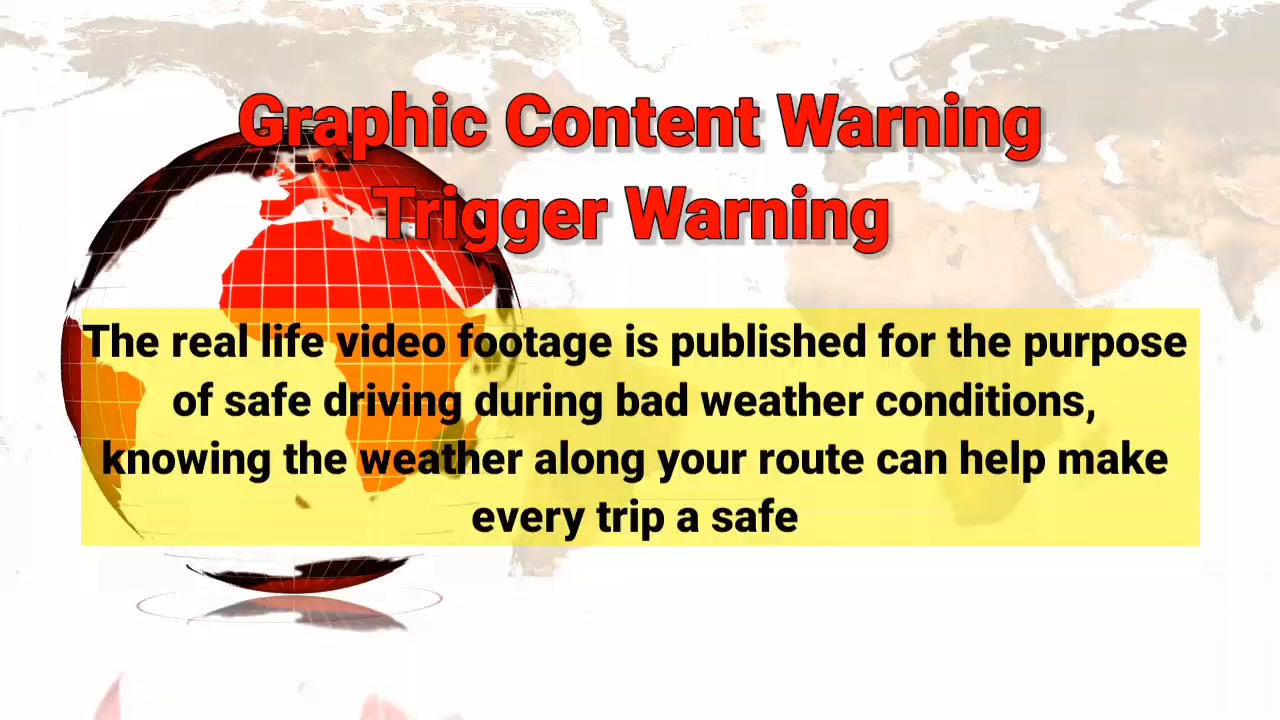 Graphic Content Warning
Trigger Warning
The real life video footage is published for the purpose
of safe driving during bad weather conditions,
knowing the weather along your route can help make
every trip a safe